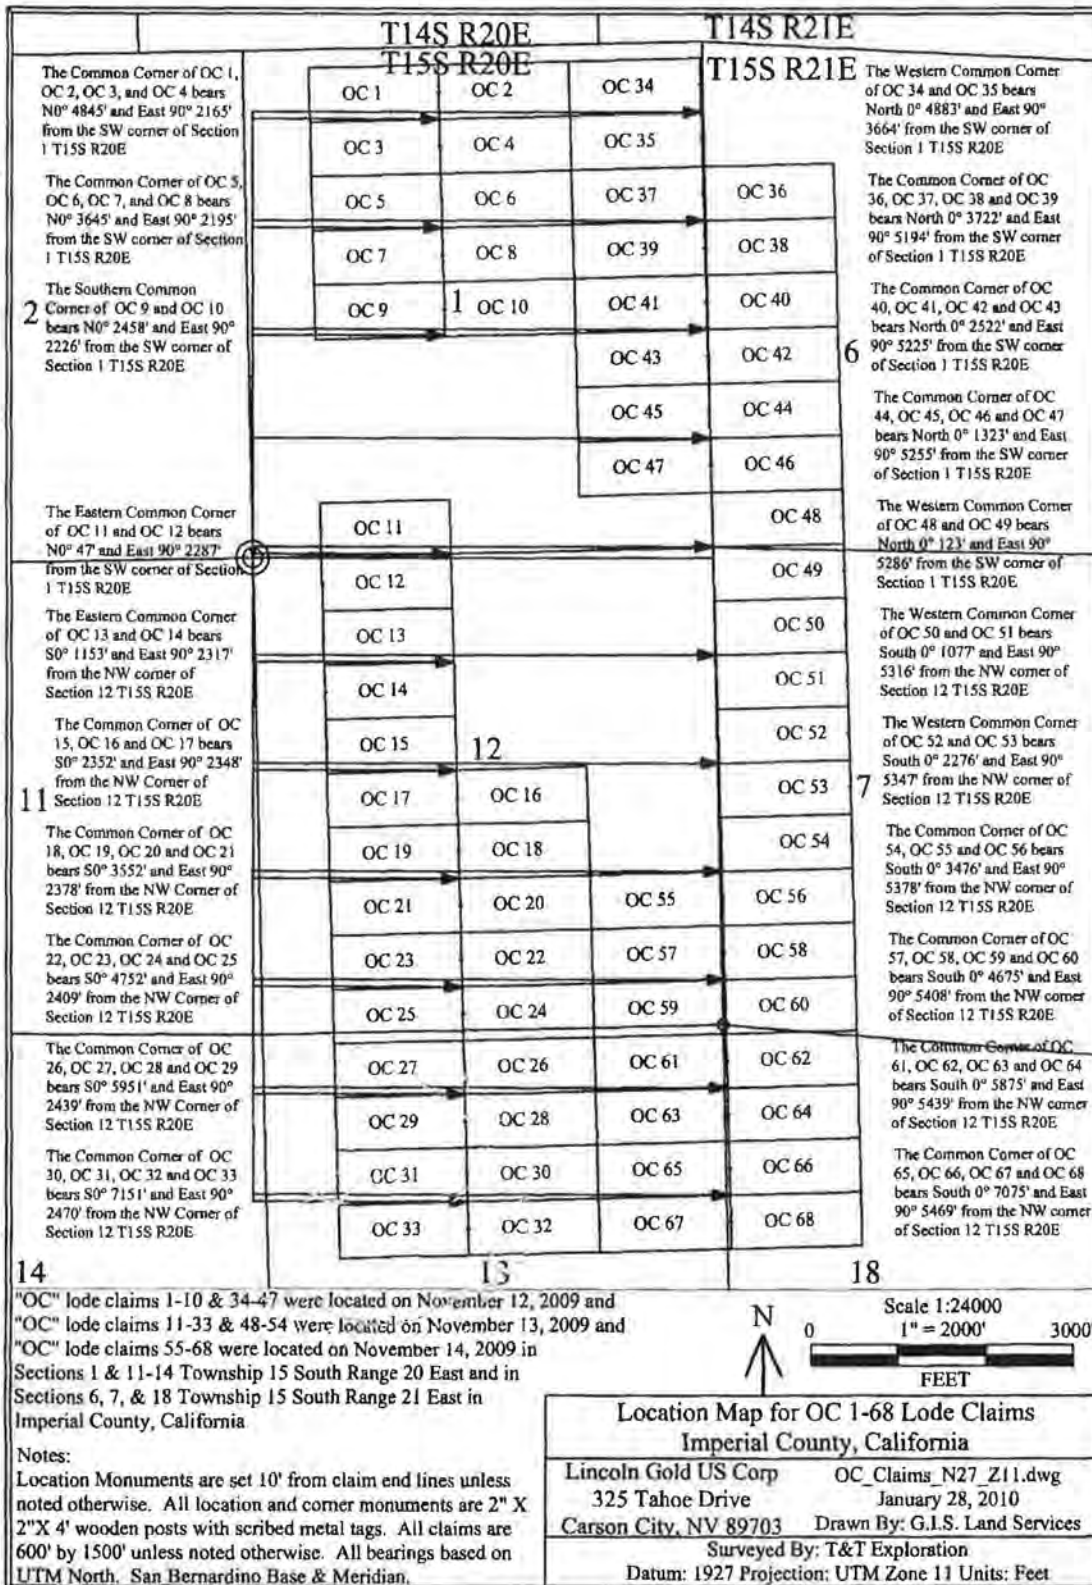 T14S R20E
T14S R21E
T15S R20E
T15S R21E
The Common Corner of OC 1,
OC 2, OC 3, and OC 4 bears
N0° 4845' and East 90° 2165'
from the SW corner of Section
1 T15S R20E
The Common Corner of OC 5,
OC 6, OC 7, and OC 8 bears
N0° 3645' and East 90° 2195'
from the SW corner of Section
1 T15S R20E
The Southern Common
Corner of OC 9 and OC 10
bears N0° 2458' and East 90°
2226' from the SW corner of
Section 1 T15S R20E
2
The Eastern Common Corner
of OC 11 and OC 12 bears
N0° 47' and East 90° 2287'
from the SW corner of Section
1 T15S R20E
The Eastern Common Corner
of OC 13 and OC 14 bears
S0° 1153' and East 90° 2317'
from the NW corner of
Section 12 T15S R20E
The Common Corner of OC
15, OC 16 and OC 17 bears
S0° 2352' and East 90° 2348'
from the NW Corner of
Section 12 T15S R20E
11
The Common Corner of OC
18, OC 19, OC 20 and OC 21
bears S0° 3552' and East 90°
2378' from the NW Corner of
Section 12 T15S R20E
The Common Corner of OC
22, OC 23, OC 24 and OC 25
bears S0° 4752' and East 90°
2409' from the NW Corner of
Section 12 T15S R20E
The Common Corner of OC
26, OC 27, OC 28 and OC 29
bears S0° 5951' and East 90°
2439' from the NW Corner of
Section 12 T15S R20E
The Common Corner of OC
30, OC 31, OC 32 and OC 33
bears S0° 7151' and East 90°
2470' from the NW Corner of
Section 12 T15S R20E
14
OC 1 OC 2 OC 34
OC 3 OC 4 OC 35
OC 5 OC 6 OC 37 OC 36
OC 7 OC 8 OC 39 OC 38
OC 9 1 OC 10 OC 41 OC 40
OC 43 OC 42
OC 45 OC 44
OC 47 OC 46
OC 11 OC 48
OC 12 OC 49
OC 13 OC 50
OC 14 OC 51
OC 15 12 OC 52
OC 17 OC 16 OC 53
OC 19 OC 18 OC 54
OC 21 OC 20 OC 55 OC 56
OC 23 OC 22 OC 57 OC 58
OC 25 OC 24 OC 59 OC 60
OC 27 OC 26 OC 61 OC 62
OC 29 OC 28 OC 63 OC 64
OC 31 OC 30 OC 65 OC 66
OC 33 OC 32 OC 67 OC 68
13
The Western Common Corner
of OC 34 and OC 35 bears
North 0° 4883' and East 90°
3664' from the SW corner of
Section 1 T15S R20E
The Common Corner of OC
36, OC 37, OC 38 and OC 39
bears North 0° 3722' and East
90° 5194' from the SW corner
of Section 1 T15S R20E
The Common Corner of OC
40, OC 41, OC 42 and OC 43
bears North 0° 2522' and East
90° 5225' from the SW corner
of Section 1 T15S R20E
6
The Common Corner of OC
44, OC 45, OC 46 and OC 47
bears North 0° 1323' and East
90° 5255' from the SW corner
of Section 1 T15S R20E
The Western Common Corner
of OC 48 and OC 49 bears
North 0° 123' and East 90°
5286' from the SW corner of
Section 1 T15S R20E
The Western Common Corner
of OC 50 and OC 51 bears
South 0° 1077' and East 90°
5316' from the NW corner of
Section 12 T15S R20E
The Western Common Corner
of OC 52 and OC 53 bears
South 0° 2276' and East 90°
5347' from the NW corner of
Section 12 T15S R20E
7
The Common Corner of OC
54, OC 55 and OC 56 bears
South 0° 3476' and East 90°
5378' from the NW corner of
Section 12 T15S R20E
The Common Corner of OC
57, OC 58, OC 59 and OC 60
bears South 0° 4675' and East
90° 5408' from the NW corner
of Section 12 T15S R20E
The Common Corner of OC
61, OC 62, OC 63 and OC 64
bears South 0° 5875' and East
90° 5439' from the NW corner
of Section 12 T15S R20E
The Common Corner of OC
65, OC 66, OC 67 and OC 68
bears South 0° 7075' and East
90° 5469' from the NW corner
of Section 12 T15S R20E
18
"OC" lode claims 1-10 & 34-47 were located on November 12, 2009 and
"OC" lode claims 11-33 & 48-54 were located on November 13, 2009 and
"OC" lode claims 55-68 were located on November 14, 2009 in
Sections 1 & 11-14 Township 15 South Range 20 East and in
Sections 6, 7, & 18 Township 15 South Range 21 East in
Imperial County, California
Notes:
Location Monuments are set 10' from claim end lines unless
noted otherwise. All location and corner monuments are 2" X
2"X 4' wooden posts with scribed metal tags. All claims are
600' by 1500' unless noted otherwise. All bearings based on
UTM North. San Bernardino Base & Meridian.
N
Scale 1:24000
0 1" = 2000' 3000'
FEET
Location Map for OC 1-68 Lode Claims
Imperial County, California
Lincoln Gold US Corp
325 Tahoe Drive
Carson City, NV 89703
OC_Claims_N27_Z11.dwg
January 28, 2010
Drawn By: G.I.S. Land Services
Surveyed By: T&T Exploration
Datum: 1927 Projection: UTM Zone 11 Units: Feet